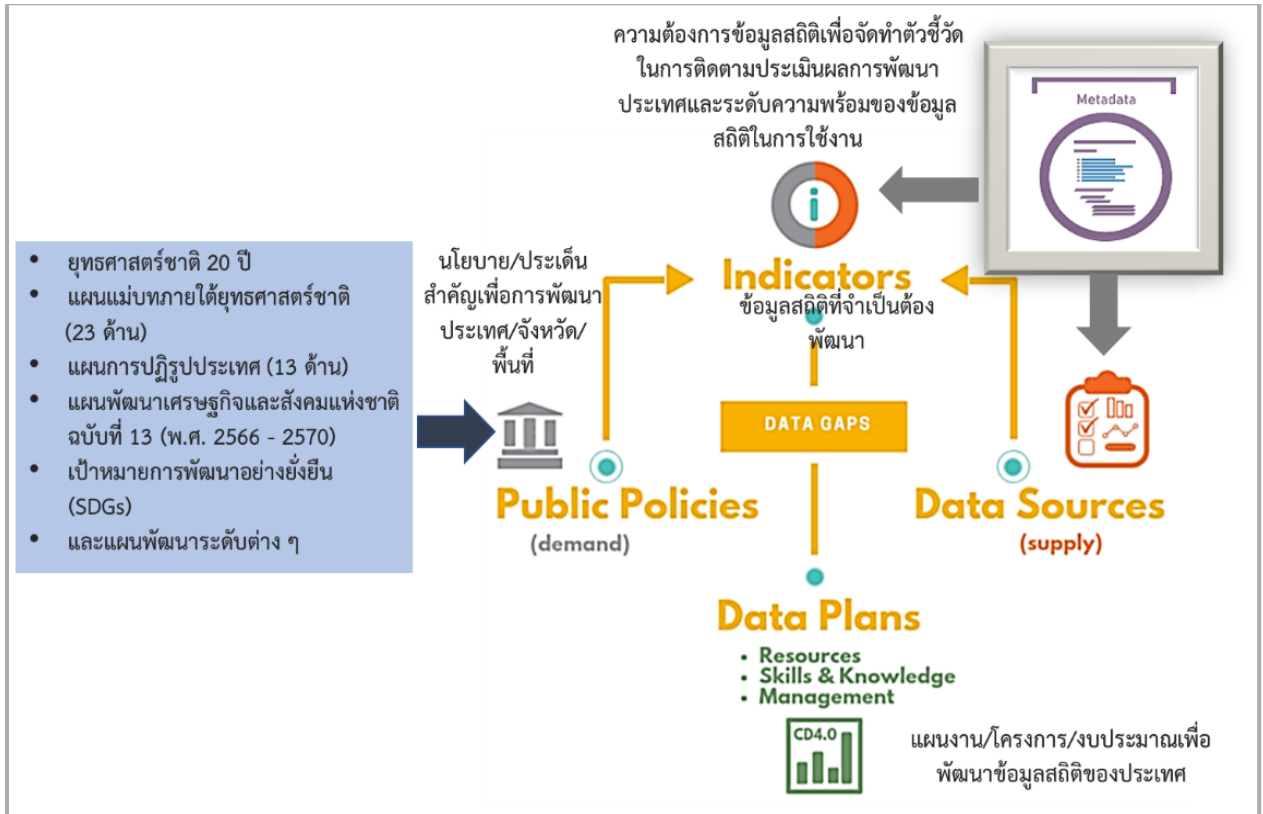 ความต้องการข้อมูลสถิติเพื่อจัดทำตัวชี้วัด
ในการติดตามประเมินผลการพัฒนา
ประเทศและระดับความพร้อมของข้อมูล
สถิติในการใช้งาน
Metadata
• ยุทธศาสตร์ชาติ 20 ปี
• แผนแม่บทภายใต้ยุทธศาสตร์ชาติ
(23 ด้าน)
• แผนการปฏิรูปประเทศ (13 ด้าน)
• แผนพัฒนาเศรษฐกิจและสังคมแห่งชาติ
ฉบับที่ 13 (พ.ศ. 2566 - 2570)
• เป้าหมายการพัฒนาอย่างยั่งยืน
(SDGs)
• และแผนพัฒนาระดับต่าง ๆ
นโยบาย/ประเด็น
สำคัญเพื่อการพัฒนา
ประเทศ/จังหวัด/
พื้นที่
i
Indicators
ข้อมูลสถิติที่จำเป็นต้อง
พัฒนา
DATA GAPS
Public Policies
(demand)
Data Sources
(supply)
Data Plans
• Resources
• Skills & Knowledge
• Management
CD4.0
แผนงาน/โครงการ/งบประมาณเพื่อ
พัฒนาข้อมูลสถิติของประเทศ